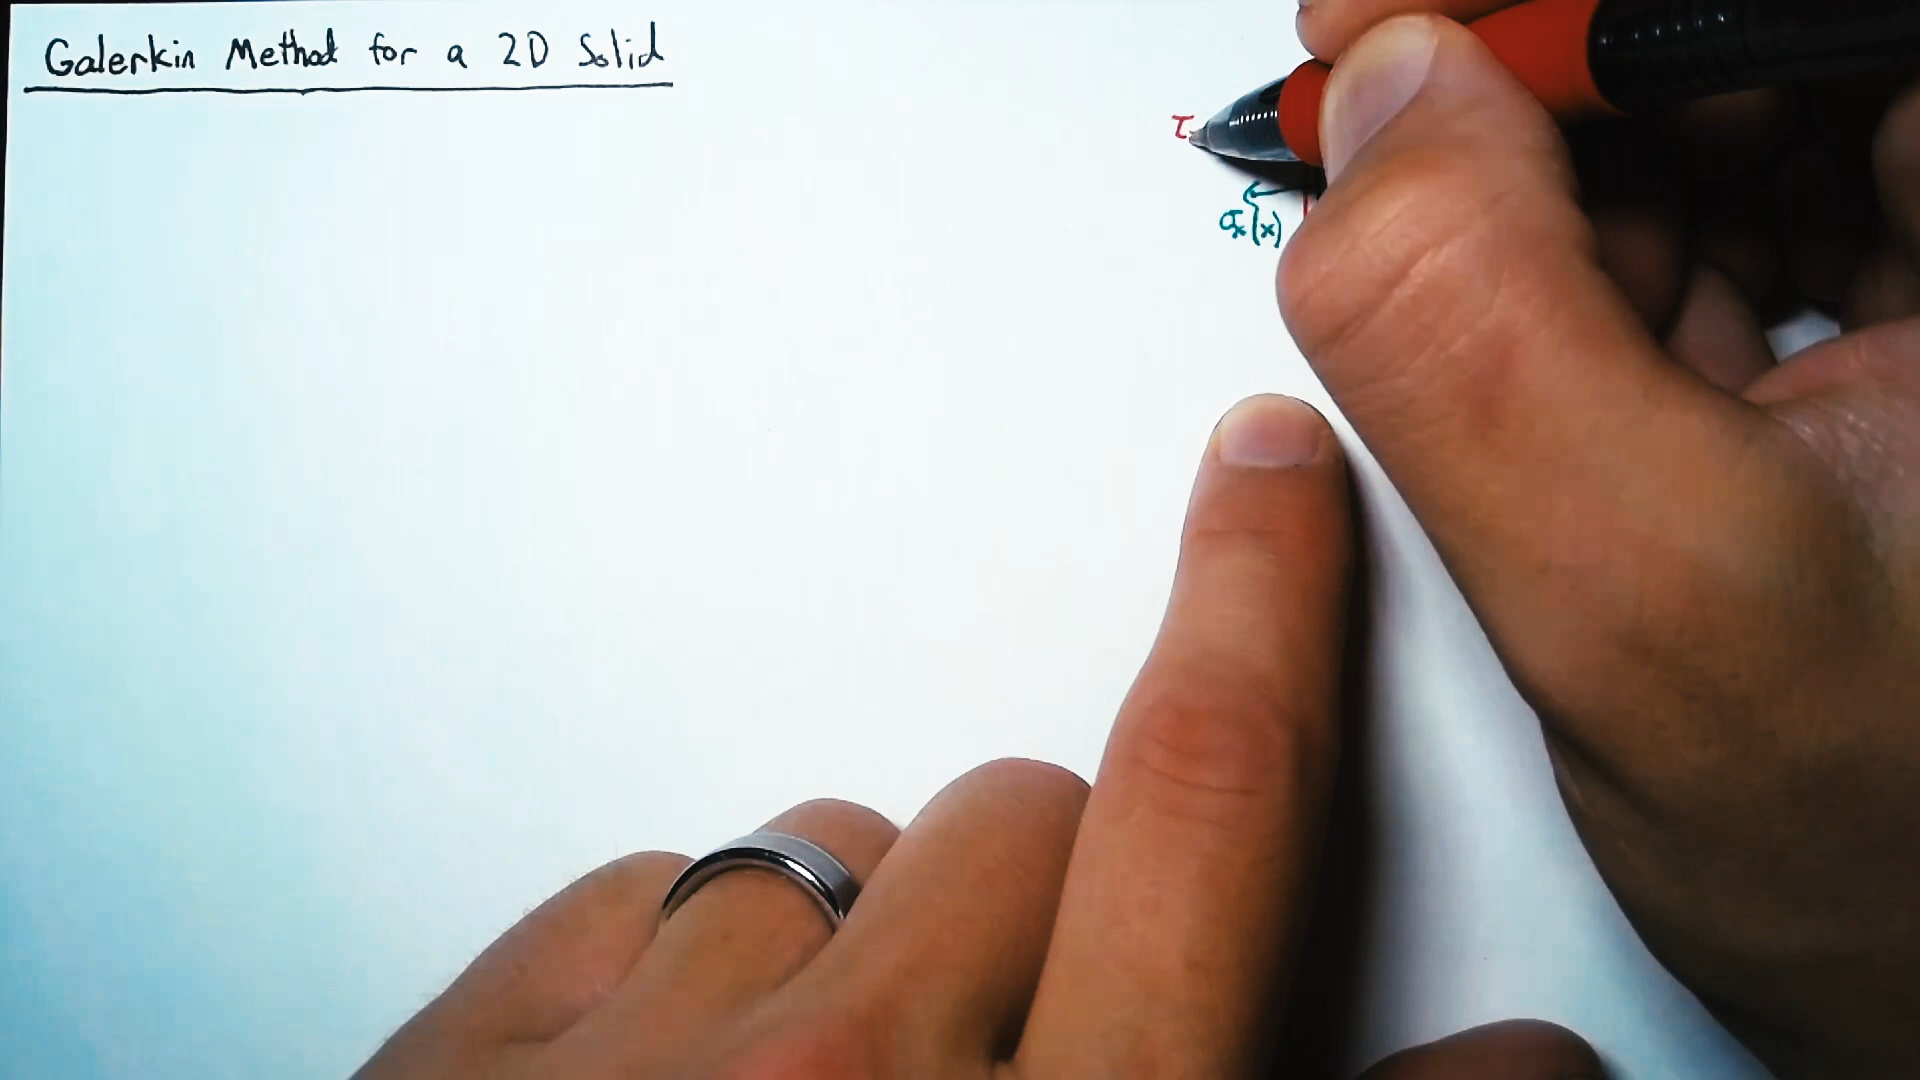 Galerkin Method for a 2D Solid
τ
σₓ(x)